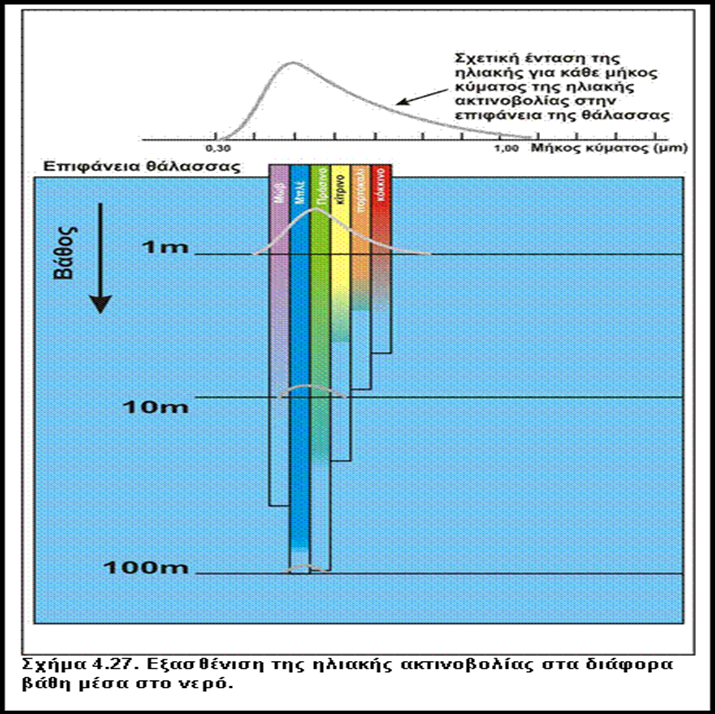 Σχετική ένταση της
ηλιακής για κάθε μήκος
κύματος της ηλιακής
ακτινοβολίας στην
επιφάνεια της θάλασσας
0,30
1,00
Μήκος κύματος (μm)
Επιφάνεια θάλασσας
Μωβ
Μπλέ
Πράσινο
κίτρινο
πορτοκαλί
κόκκινο
Βάθος
1m
10m
100m
Σχήμα 4.27. Εξασθένιση της ηλιακής ακτινοβολίας στα διάφορα
βάθη μέσα στο νερό.